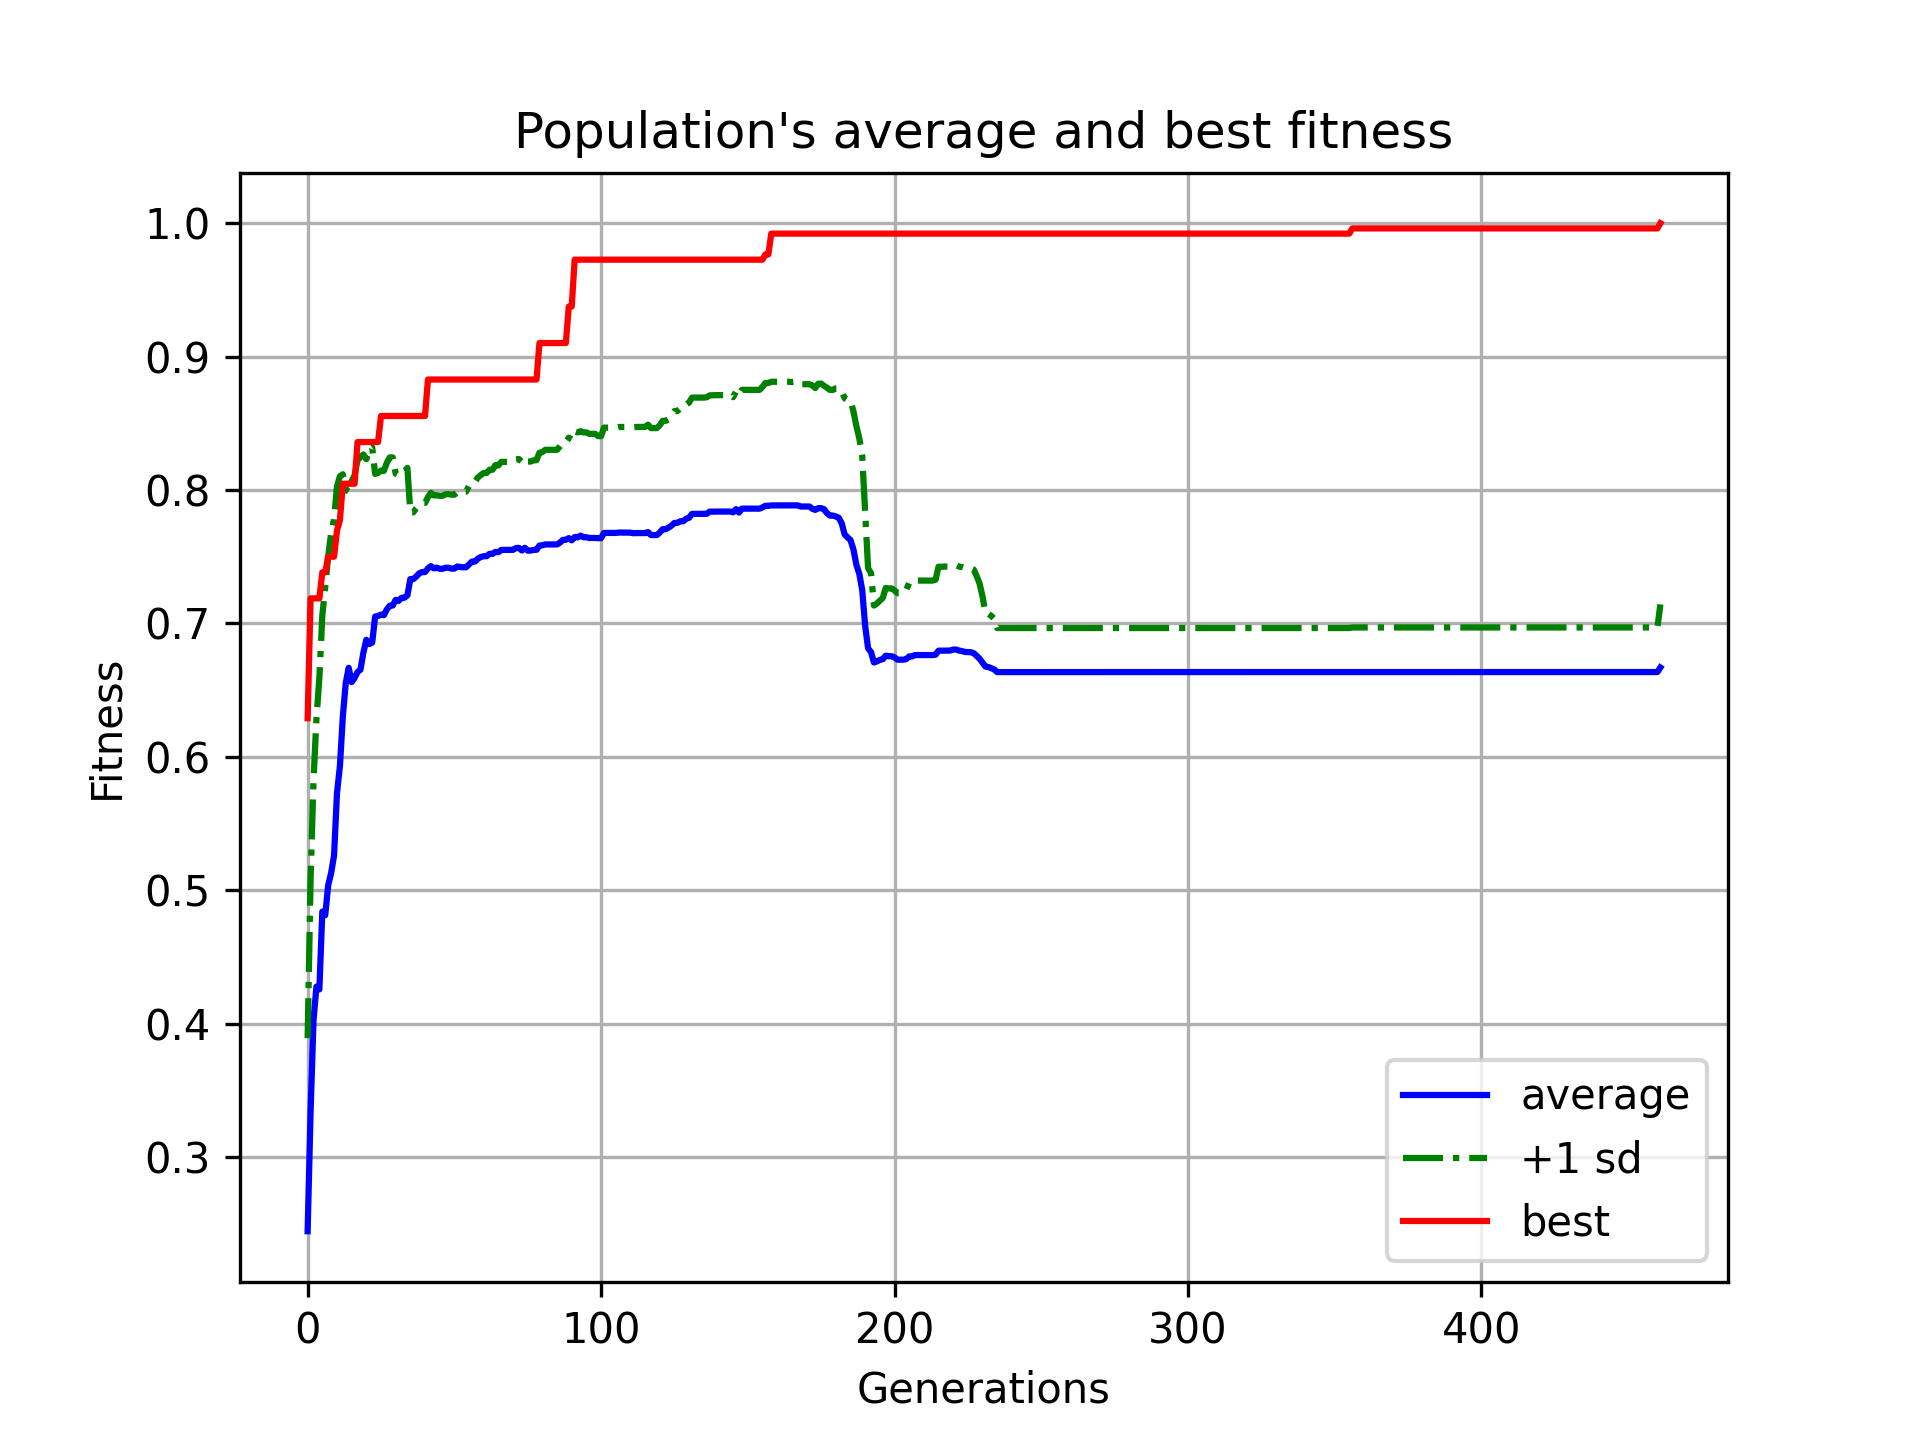 Population's average and best fitness
1.0
0.9
0.8
0.7
0.6
0.5
0.4
0.3
Fitness
average
+1 sd
best
0 100 200 300 400
Generations